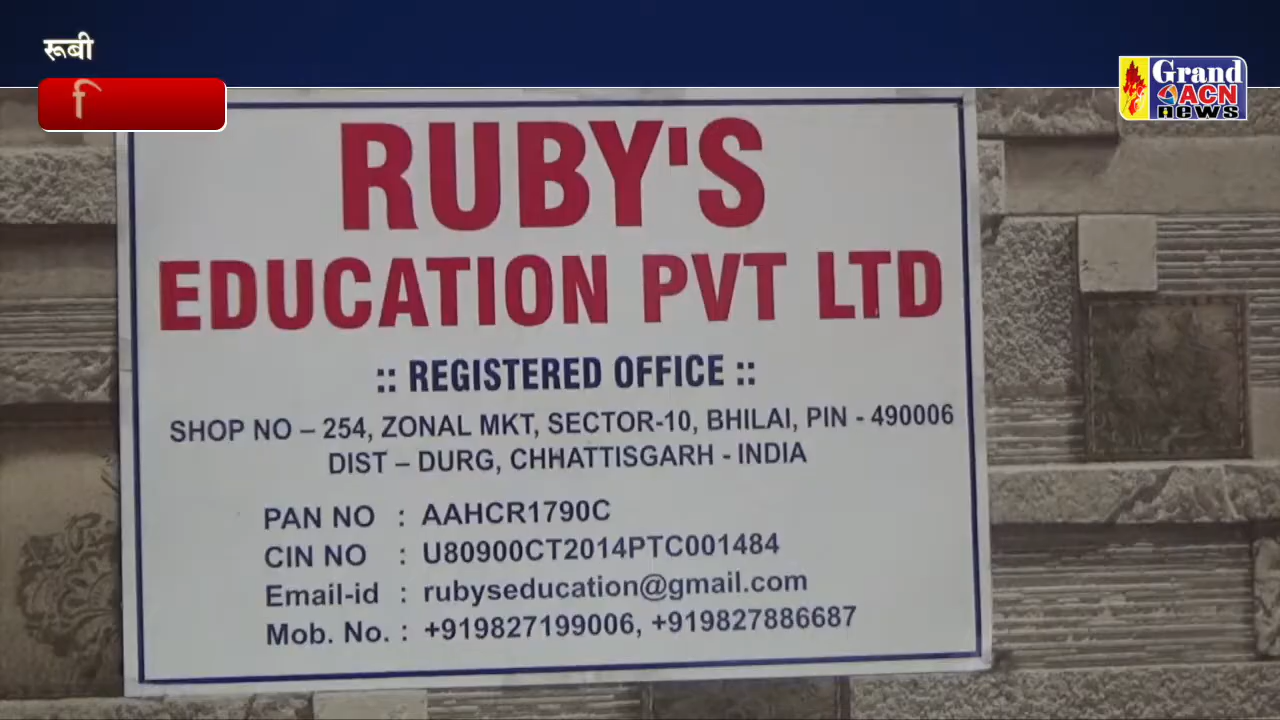 रूबी
Grand
ACN
news
RUBY'S
EDUCATION PVT LTD
:: REGISTERED OFFICE ::
SHOP NO – 254, ZONAL MKT, SECTOR-10, BHILAI, PIN - 490006
DIST – DURG, CHHATTISGARH - INDIA
PAN NO : AAHCR1790C
CIN NO : U80900CT2014PTC001484
Email-id : rubyseducation@gmail.com
Mob. No. : +919827199006, +919827886687